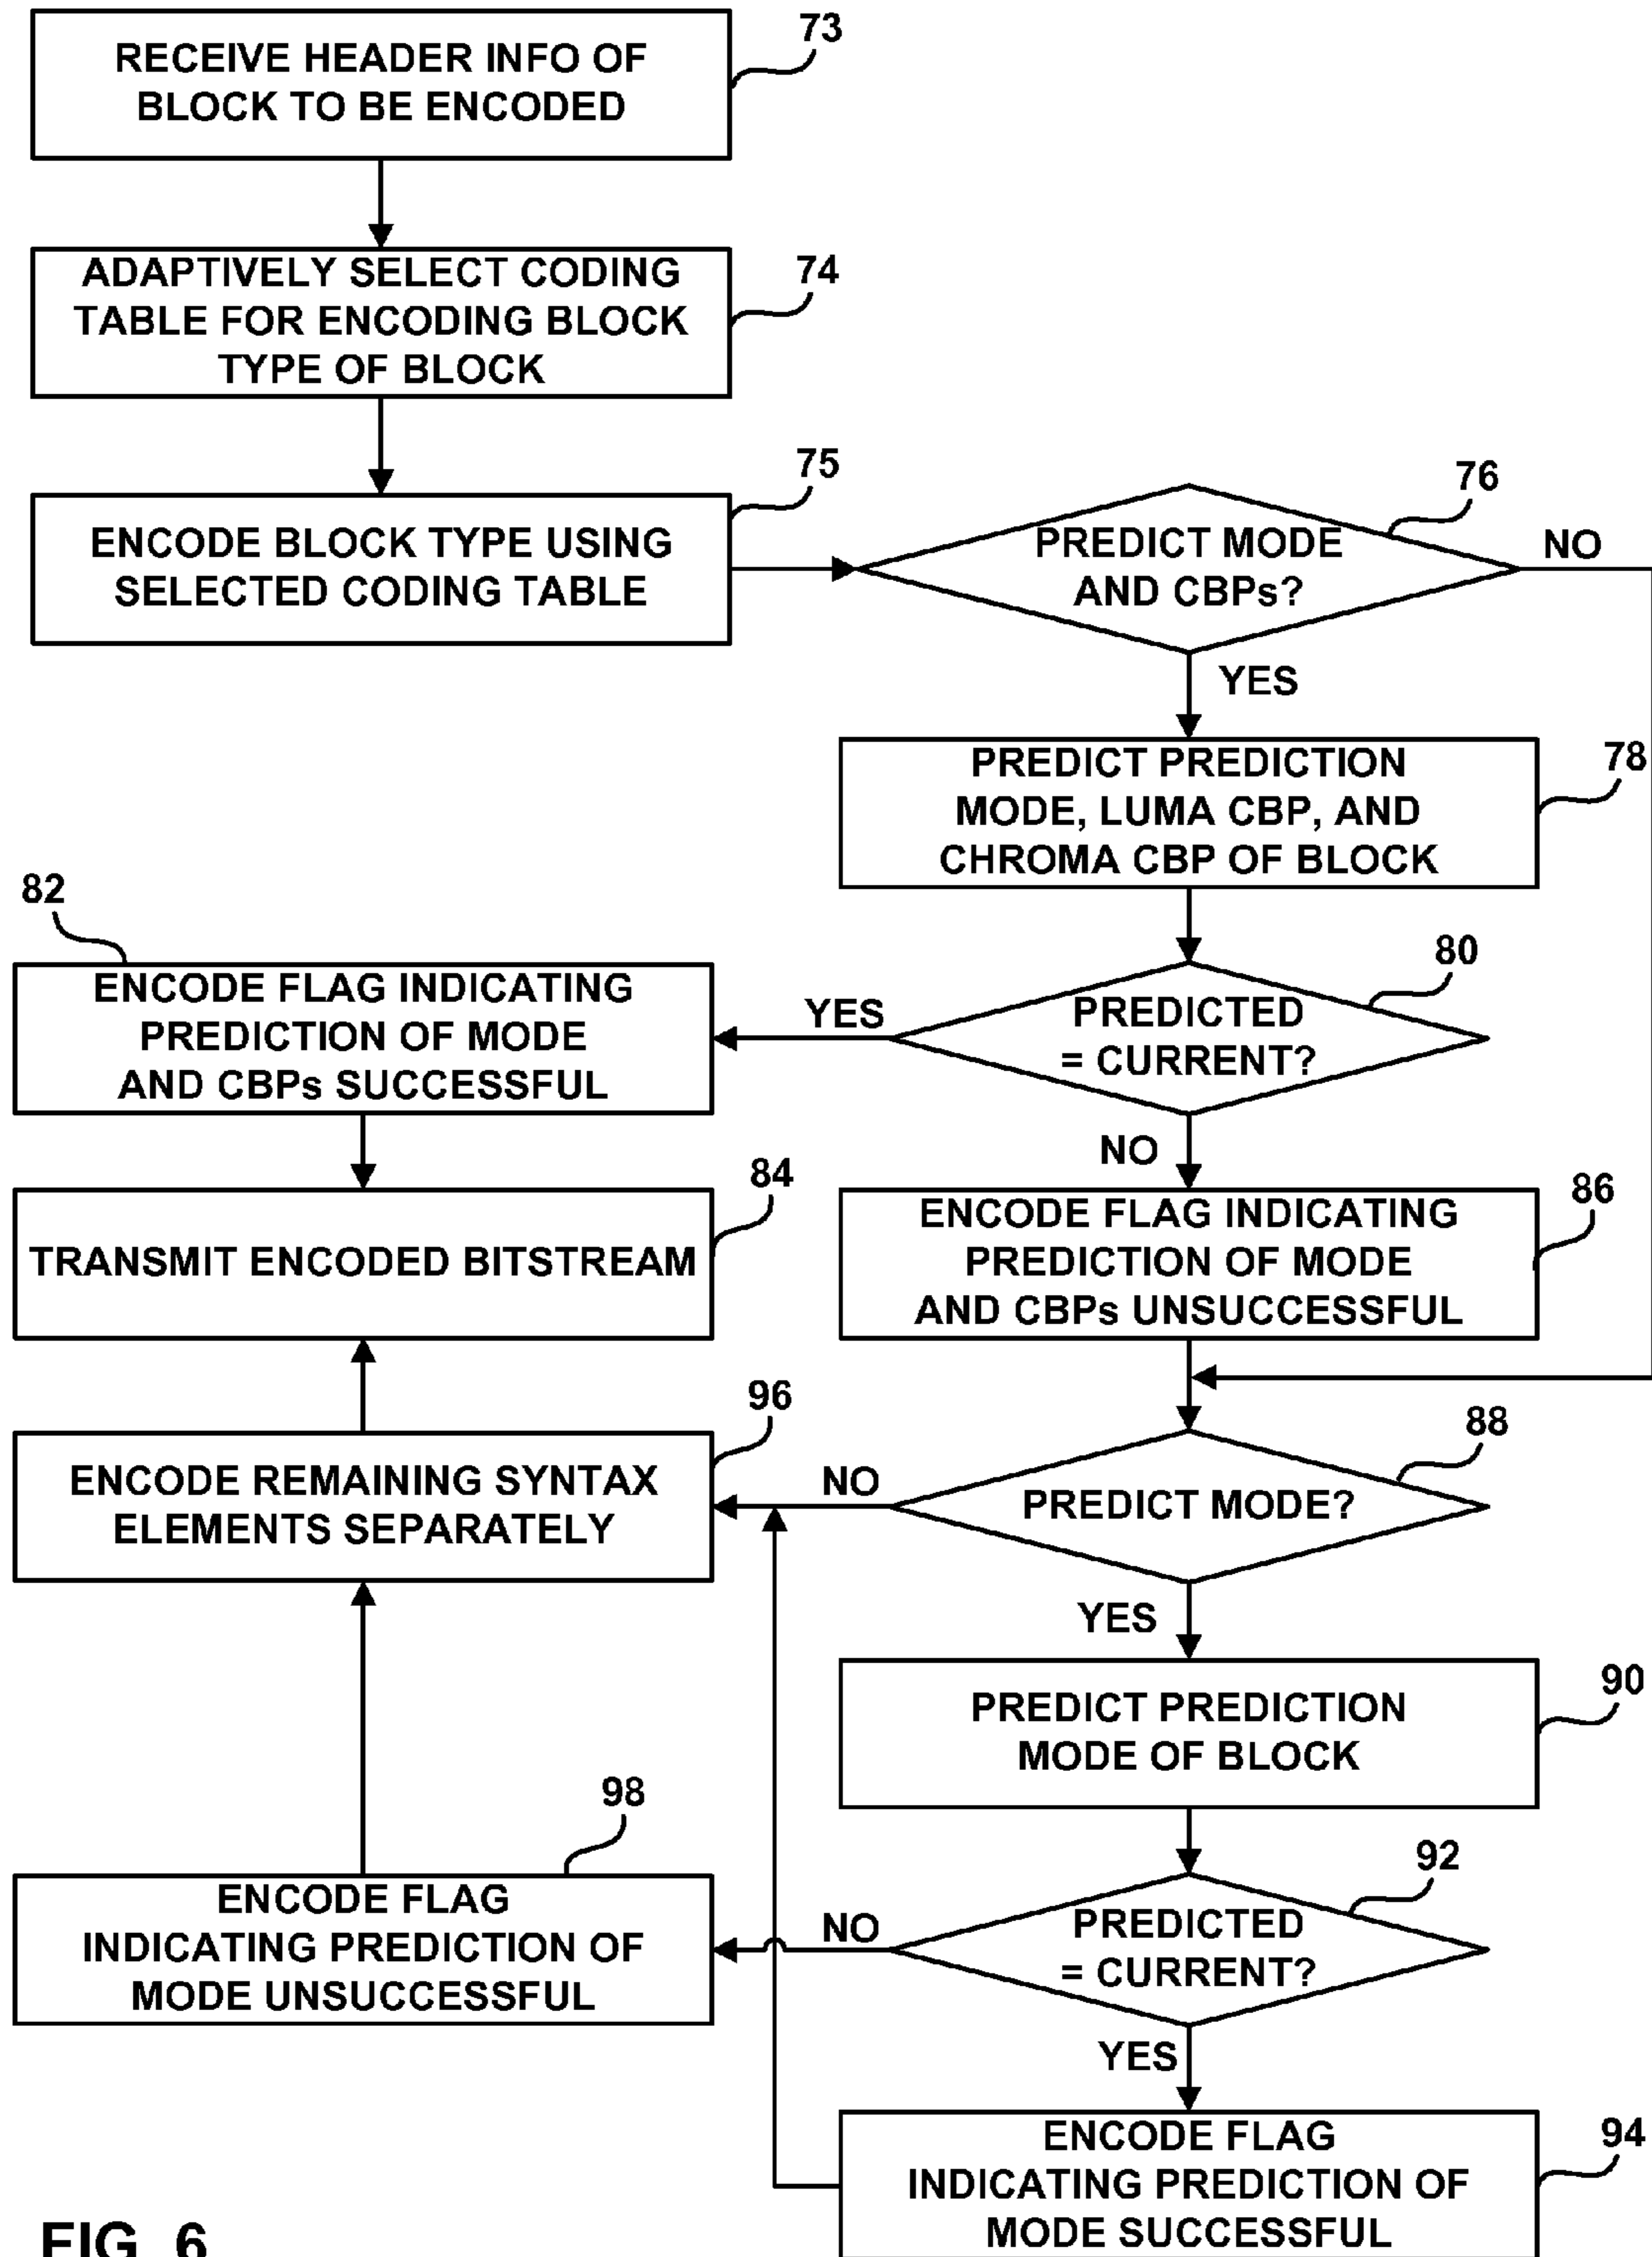 73
RECEIVE HEADER INFO OF
BLOCK TO BE ENCODED
74
ADAPTIVELY SELECT CODING
TABLE FOR ENCODING BLOCK
TYPE OF BLOCK
75
ENCODE BLOCK TYPE USING
SELECTED CODING TABLE
76
PREDICT MODE
AND CBPs?
NO
YES
78
PREDICT PREDICTION
MODE, LUMA CBP, AND
CHROMA CBP OF BLOCK
80
PREDICTED
= CURRENT?
YES
82
ENCODE FLAG INDICATING
PREDICTION OF MODE
AND CBPs SUCCESSFUL
NO
84
TRANSMIT ENCODED BITSTREAM
86
ENCODE FLAG INDICATING
PREDICTION OF MODE
AND CBPs UNSUCCESSFUL
88
PREDICT MODE?
NO
96
ENCODE REMAINING SYNTAX
ELEMENTS SEPARATELY
YES
90
PREDICT PREDICTION
MODE OF BLOCK
92
PREDICTED
= CURRENT?
NO
98
ENCODE FLAG
INDICATING PREDICTION OF
MODE UNSUCCESSFUL
YES
94
ENCODE FLAG
INDICATING PREDICTION OF
MODE SUCCESSFUL
FIG. 6